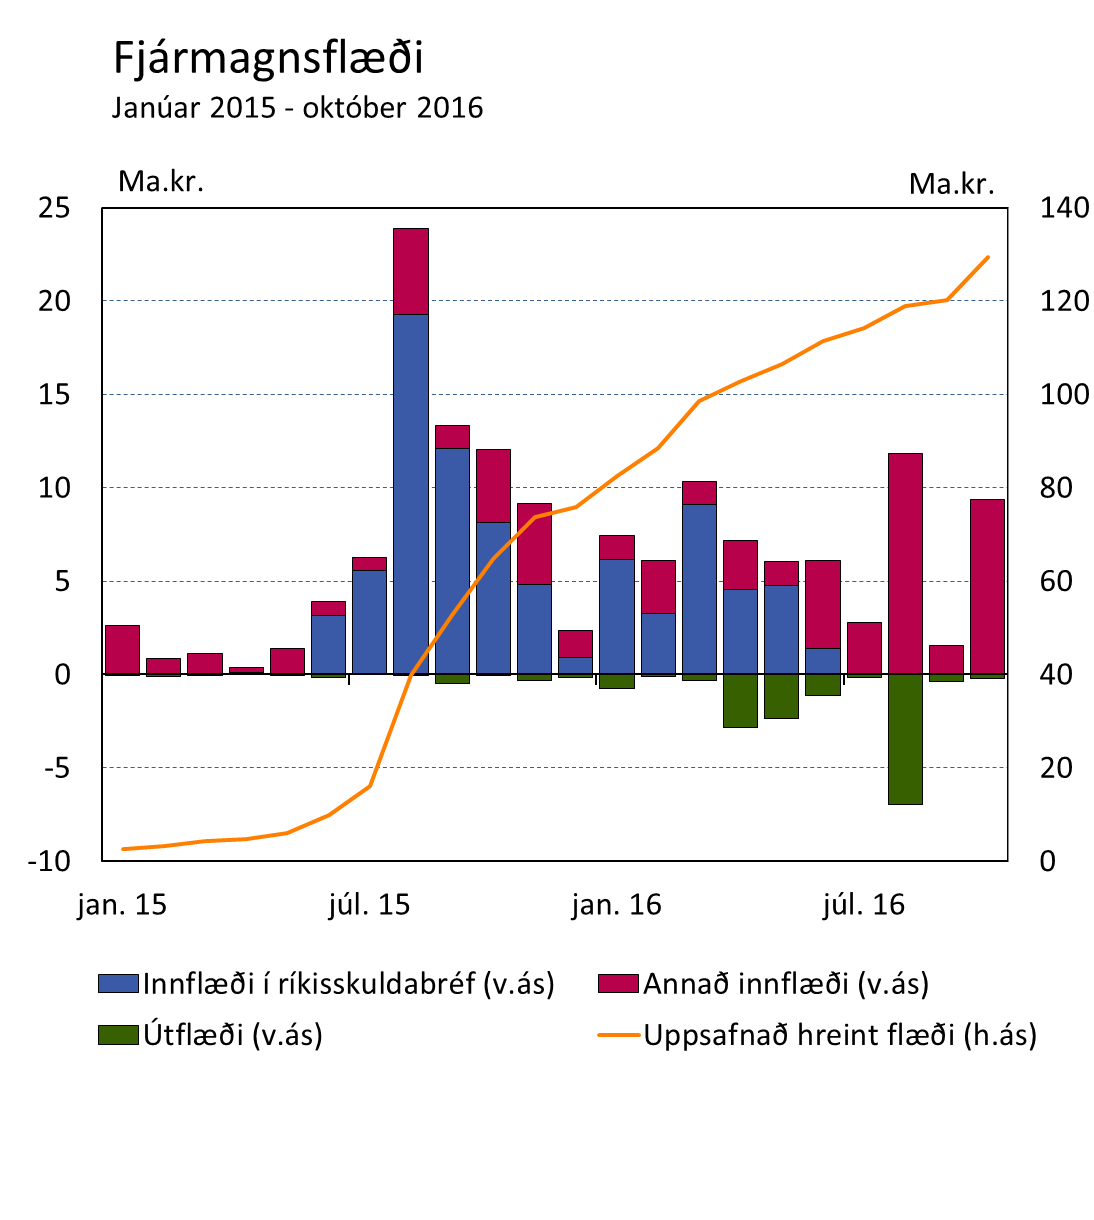 Fjármagnsflæði
Janúar 2015 - október 2016
Ma.kr.
Ma.kr.
25
140
20
120
15
100
10
80
5
60
0
40
-5
20
-10
0
jan. 15
júl. 15
jan. 16
júl. 16
Innflæði í ríkisskuldabréf (v.ás)
Annað innflæði (v.ás)
Útflæði (v.ás)
Uppsafnað hreint flæði (h.ás)